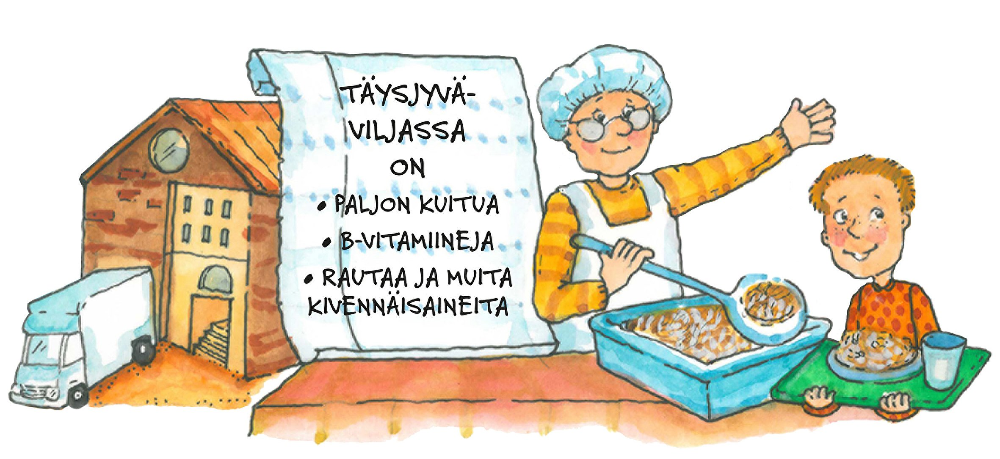 TÄYSJYVÄ-
VILJASSA
ON
• PALJON KUITUA
• B-VITAMIINEJA
• RAUTAA JA MUITA
KIVENNÄISAINEITA